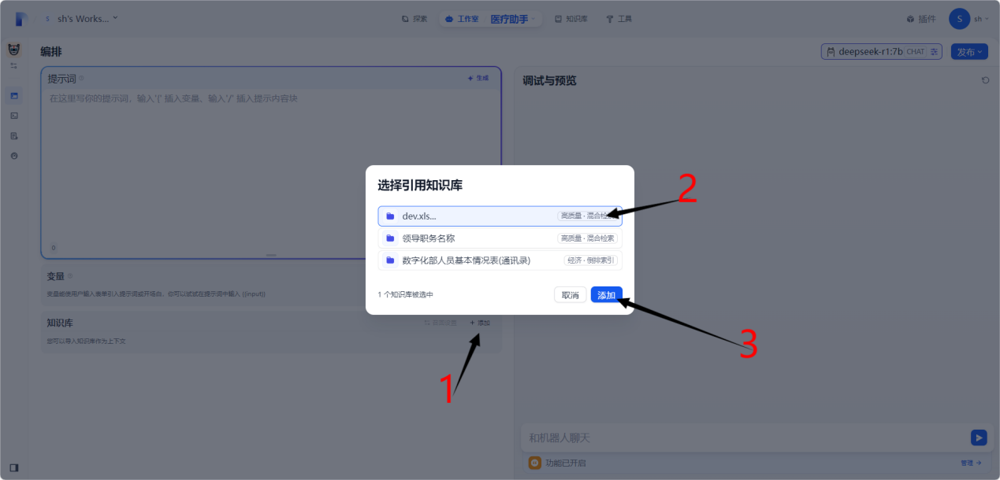 S sh's Works...
探索
工作室
医疗助手
知识库
工具
插件
S sh
编排
deepseek-r1:7b CHAT
发布
提示词
生成
调试与预览
在这里写你的提示词，输入'{' 插入变量、输入'/' 插入提示内容块
0
选择引用知识库
dev.xls... 高质量·混合检索
领导职务名称 高质量·混合检索
数字化部人员基本情况表(通讯录) 经济·倒排索引
1 个知识库被选中
取消
添加
2
3
1
变量
变量能使用户输入表单引入提示词或开场白，你可以试试在提示词中输入 {{input}}
知识库
召回设置
+ 添加
您可以导入知识库作为上下文
和机器人聊天
功能已开启
管理 →